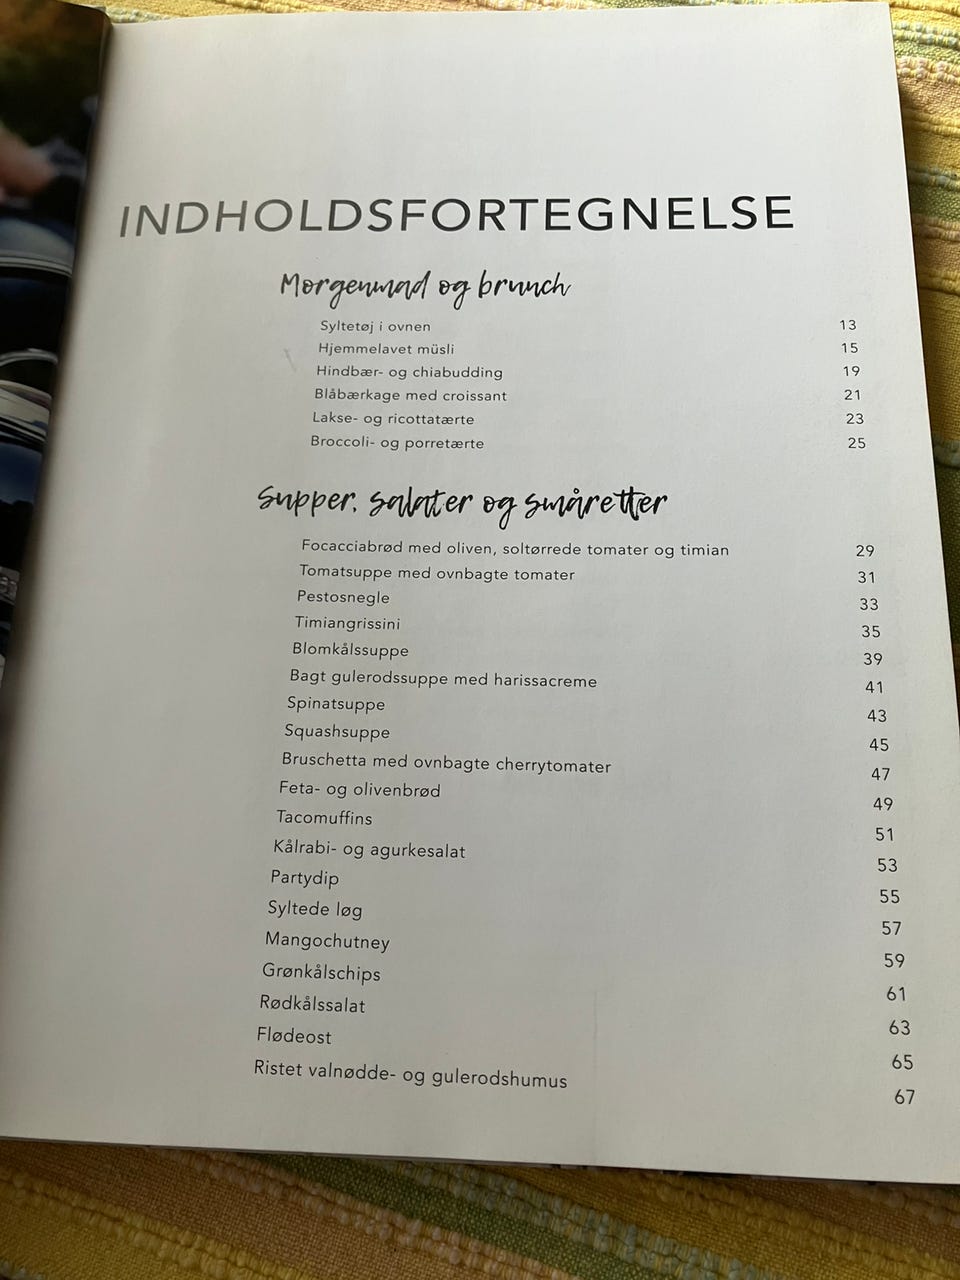 INDHOLDSFORTEGNELSE
Morgenmad og brunch
Syltetøj i ovnen 13
Hjemmelavet müsli 15
Hindbær- og chiabudding 19
Blåbærkage med croissant 21
Lakse- og ricottatærte 23
Broccoli- og porretærte 25
Supper, salater og småretter
Focacciabrød med oliven, soltørrede tomater og timian 29
Tomatsuppe med ovnbagte tomater 31
Pestosnegle 33
Timiangrissini 35
Blomkålssuppe 39
Bagt gulerodssuppe med harissacreme 41
Spinatsuppe 43
Squashsuppe 45
Bruschetta med ovnbagte cherrytomater 47
Feta- og olivenbrød 49
Tacomuffins 51
Kålrabi- og agurkesalat 53
Partydip 55
Syltede løg 57
Mangochutney 59
Grønkålschips 61
Rødkålssalat 63
Flødeost 65
Ristet valnødde- og gulerodshumus 67